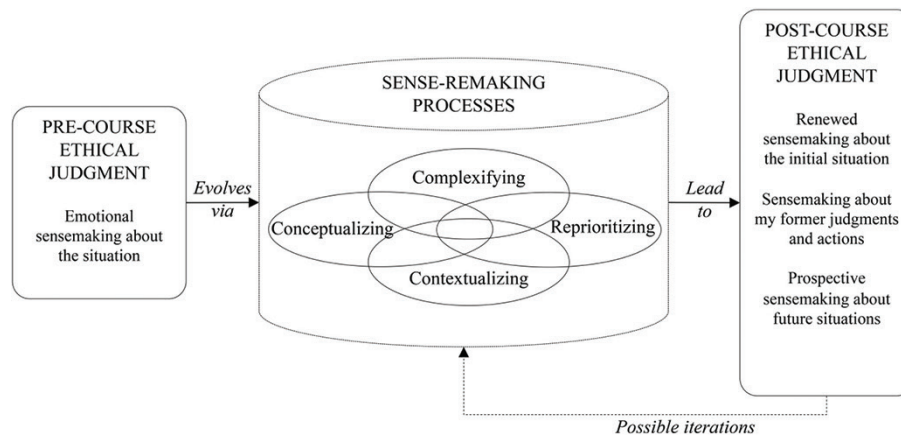 PRE-COURSE
ETHICAL
JUDGMENT
Emotional
sensemaking about
the situation
Evolves
via
SENSE-REMAKING
PROCESSES
Complexifying
Conceptualizing
Reprioritizing
Contextualizing
Lead
to
POST-COURSE
ETHICAL
JUDGMENT
Renewed
sensemaking about
the initial situation
Sensemaking about
my former judgments
and actions
Prospective
sensemaking about
future situations
Possible iterations